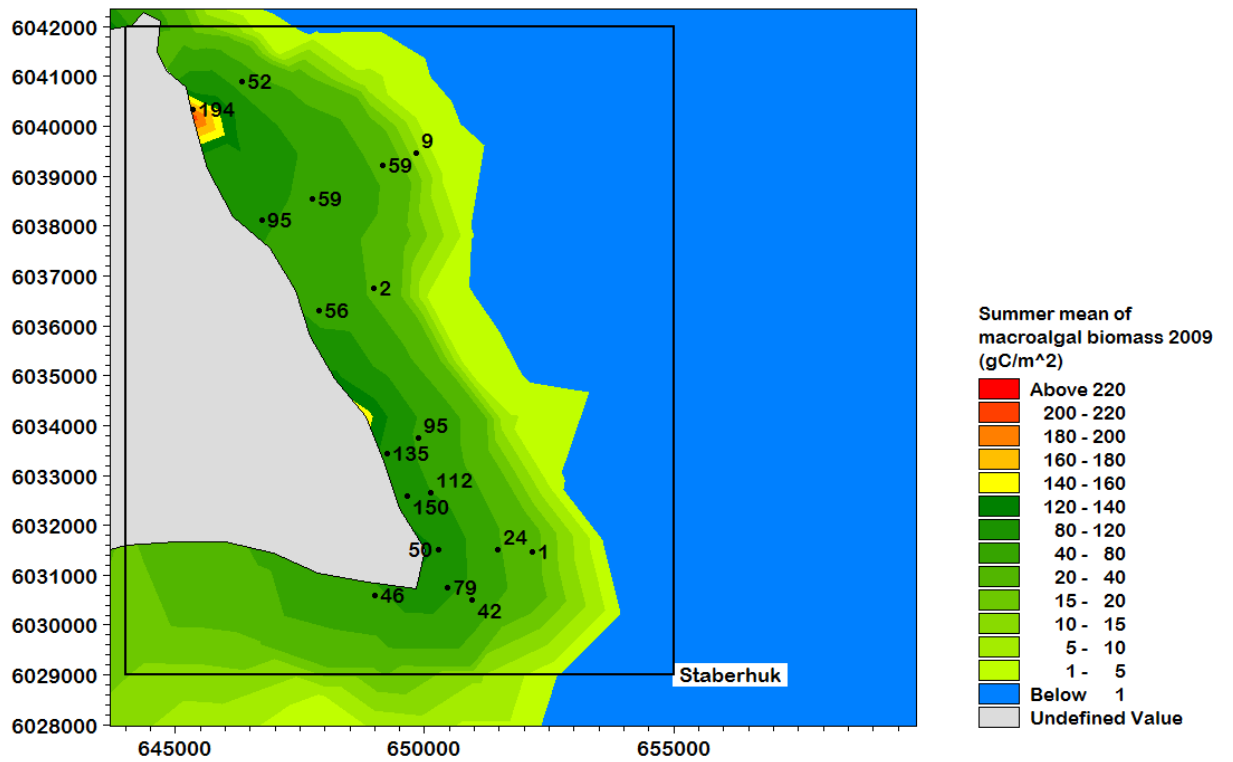 6042000
6041000
6040000
6039000
6038000
6037000
6036000
6035000
6034000
6033000
6032000
6031000
6030000
6029000
6028000
52
194
9
59
59
95
2
56
95
135
112
150
50
24
1
79
46
42
Staberhuk
645000 650000 655000
Summer mean of
macroalgal biomass 2009
(gC/m^2)
Above 220
200 - 220
180 - 200
160 - 180
140 - 160
120 - 140
80 - 120
40 - 80
20 - 40
15 - 20
10 - 15
5 - 10
1 - 5
Below 1
Undefined Value